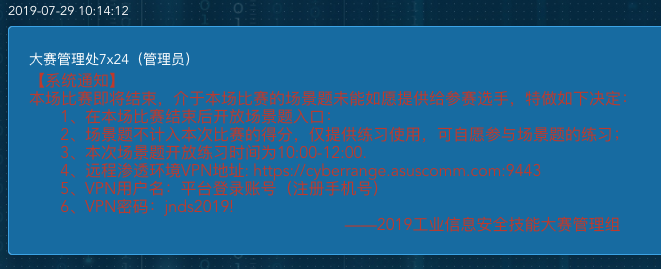 2019-07-29 10:14:12
大赛管理处7x24（管理员）
【系统通知】
本场比赛即将结束，介于本场比赛的场景题未能如愿提供给参赛选手，特做如下决定：
1、在本场比赛结束后开放场景题入口；
2、场景题不计入本次比赛的得分，仅提供练习使用，可自愿参与场景题的练习；
3、本次场景题开放练习时间为10:00-12:00.
4、远程渗透环境VPN地址: https://cyberrange.asuscomm.com:9443
5、VPN用户名：平台登录账号（注册手机号）
6、VPN密码：jnds2019!
——2019工业信息安全技能大赛管理组